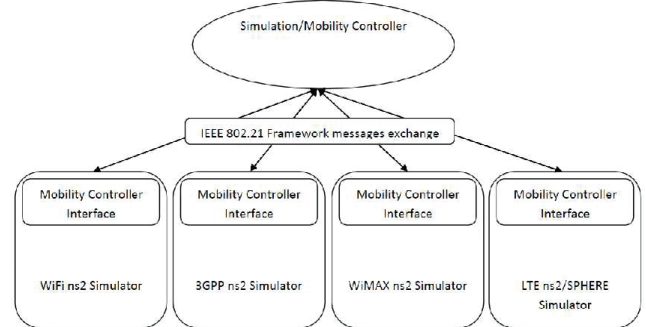 Simulation/Mobility Controller
IEEE 802.21 Framework messages exchange
Mobility Controller
Interface
WiFi ns2 Simulator
Mobility Controller
Interface
3GPP ns2 Simulator
Mobility Controller
Interface
WiMAX ns2 Simulator
Mobility Controller
Interface
LTE ns2/SPHERE
Simulator